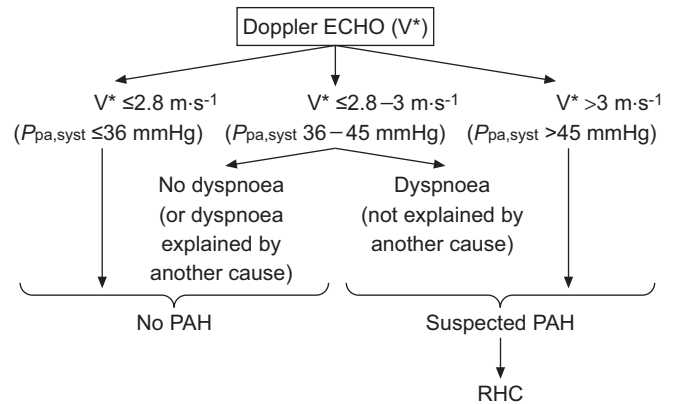 Doppler ECHO (V*)
V* ≤2.8 m·s-1
(Ppa,syst ≤36 mmHg)
V* ≤2.8–3 m·s-1
(Ppa,syst 36–45 mmHg)
V* >3 m·s-1
(Ppa,syst >45 mmHg)
No dyspnoea
(or dyspnoea
explained by
another cause)
Dyspnoea
(not explained by
another cause)
No PAH
Suspected PAH
RHC